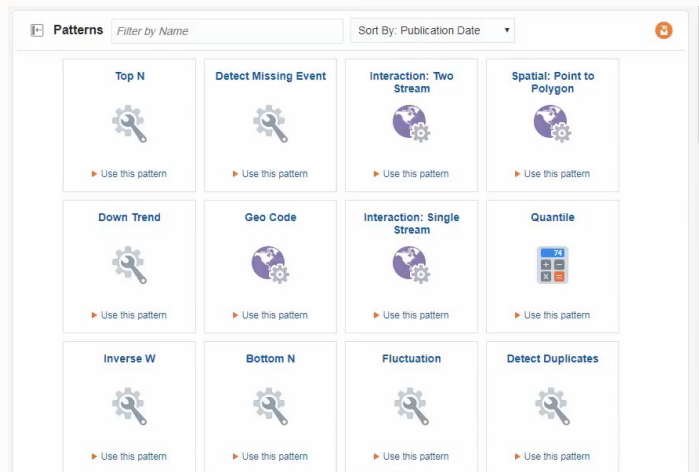 Patterns
Filter by Name
Sort By: Publication Date
Top N
Detect Missing Event
Interaction: Two
Stream
Spatial: Point to
Polygon
Use this pattern
Use this pattern
Use this pattern
Use this pattern
Down Trend
Geo Code
Interaction: Single
Stream
Quantile
74
+ −
X =
Use this pattern
Use this pattern
Use this pattern
Use this pattern
Inverse W
Bottom N
Fluctuation
Detect Duplicates
Use this pattern
Use this pattern
Use this pattern
Use this pattern